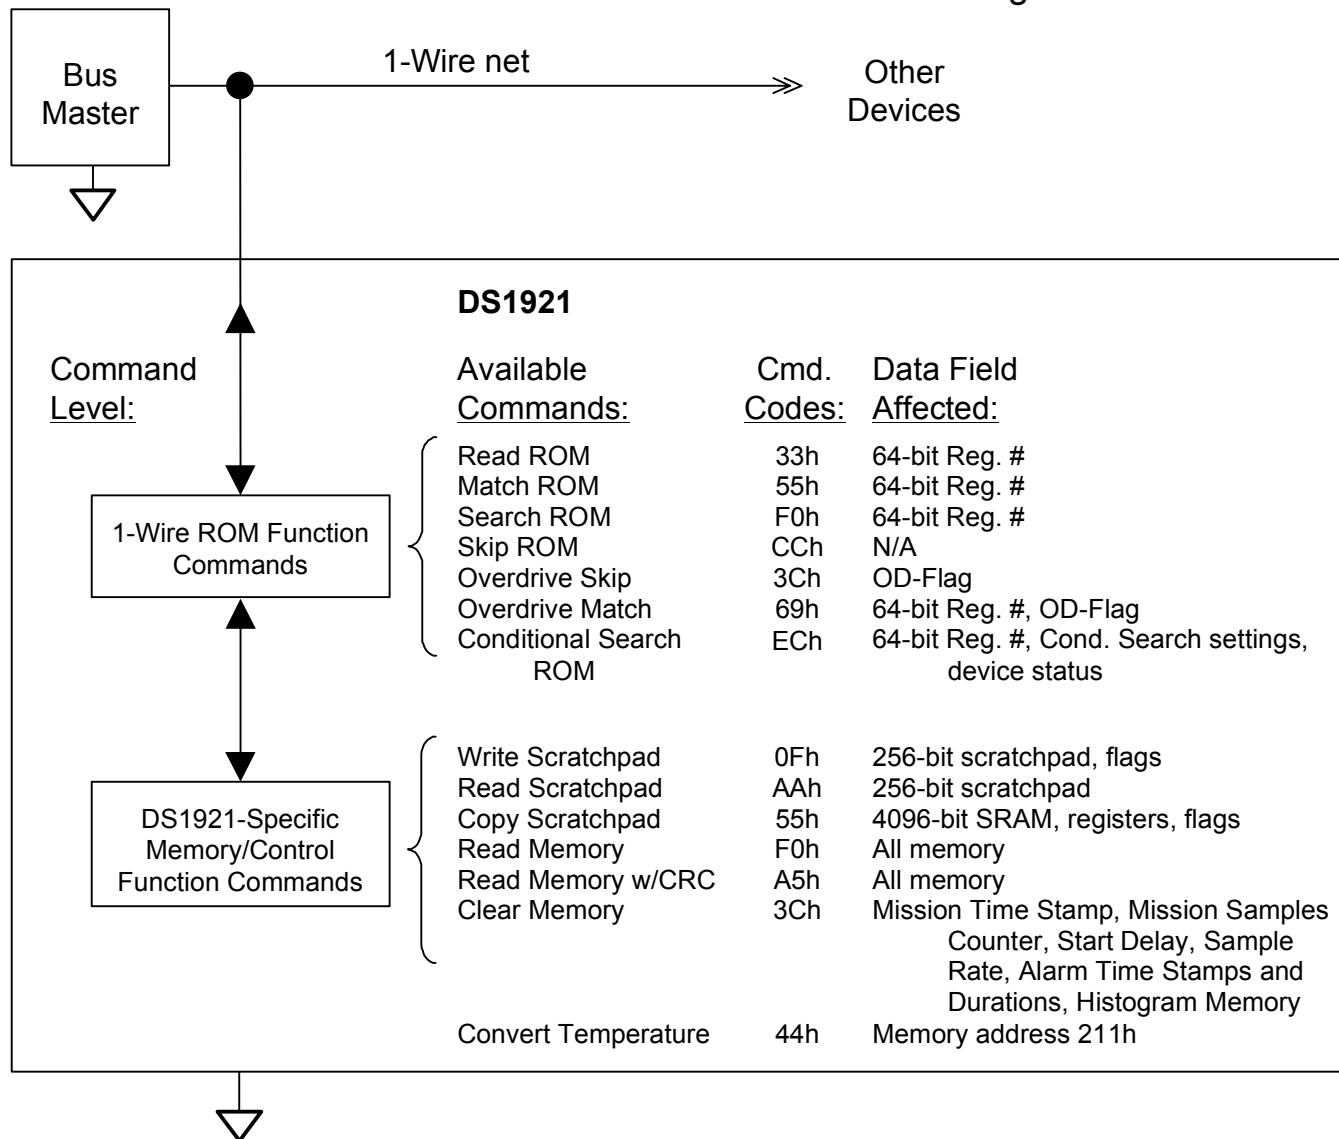 1-Wire net
Bus
Master
Other
Devices
DS1921
Command
Level:
Available
Commands:
Cmd.
Codes:
Data Field
Affected:
1-Wire ROM Function
Commands
Read ROM 33h 64-bit Reg. #
Match ROM 55h 64-bit Reg. #
Search ROM F0h 64-bit Reg. #
Skip ROM CCh N/A
Overdrive Skip 3Ch OD-Flag
Overdrive Match 69h 64-bit Reg. #, OD-Flag
Conditional Search ECh 64-bit Reg. #, Cond. Search settings,
ROM device status
DS1921-Specific
Memory/Control
Function Commands
Write Scratchpad 0Fh 256-bit scratchpad, flags
Read Scratchpad AAh 256-bit scratchpad
Copy Scratchpad 55h 4096-bit SRAM, registers, flags
Read Memory F0h All memory
Read Memory w/CRC A5h All memory
Clear Memory 3Ch Mission Time Stamp, Mission Samples
Counter, Start Delay, Sample
Rate, Alarm Time Stamps and
Durations, Histogram Memory
Convert Temperature 44h Memory address 211h